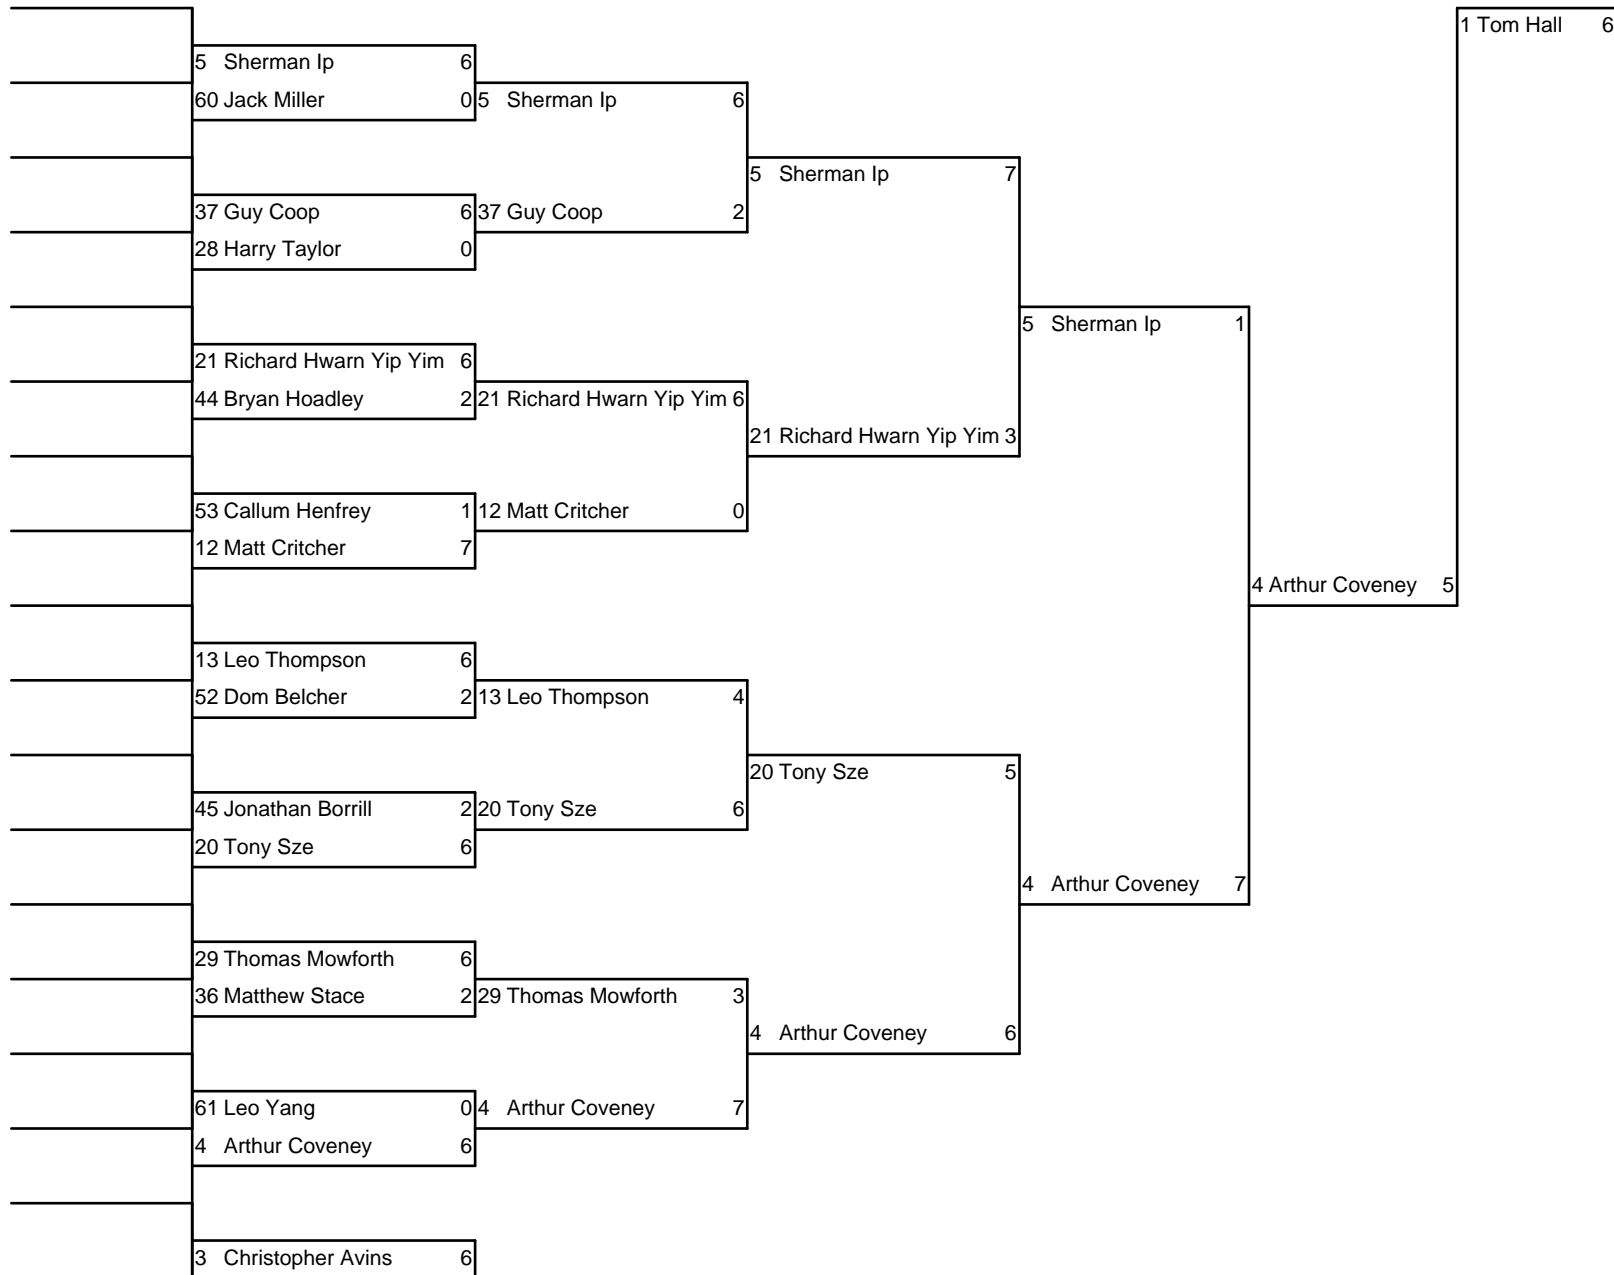 1 Tom Hall 6
5 Sherman Ip 6
60 Jack Miller 0
5 Sherman Ip 6
5 Sherman Ip 7
37 Guy Coop 6
37 Guy Coop 2
28 Harry Taylor 0
5 Sherman Ip 1
21 Richard Hwarn Yip Yim 6
44 Bryan Hoadley 2
21 Richard Hwarn Yip Yim 6
21 Richard Hwarn Yip Yim 3
53 Callum Henfrey 1
12 Matt Critcher 0
12 Matt Critcher 7
4 Arthur Coveney 5
13 Leo Thompson 6
52 Dom Belcher 2
13 Leo Thompson 4
20 Tony Sze 5
45 Jonathan Borrill 2
20 Tony Sze 6
20 Tony Sze 6
4 Arthur Coveney 7
29 Thomas Mowforth 6
36 Matthew Stace 2
29 Thomas Mowforth 3
4 Arthur Coveney 6
61 Leo Yang 0
4 Arthur Coveney 7
4 Arthur Coveney 6
3 Christopher Avins 6